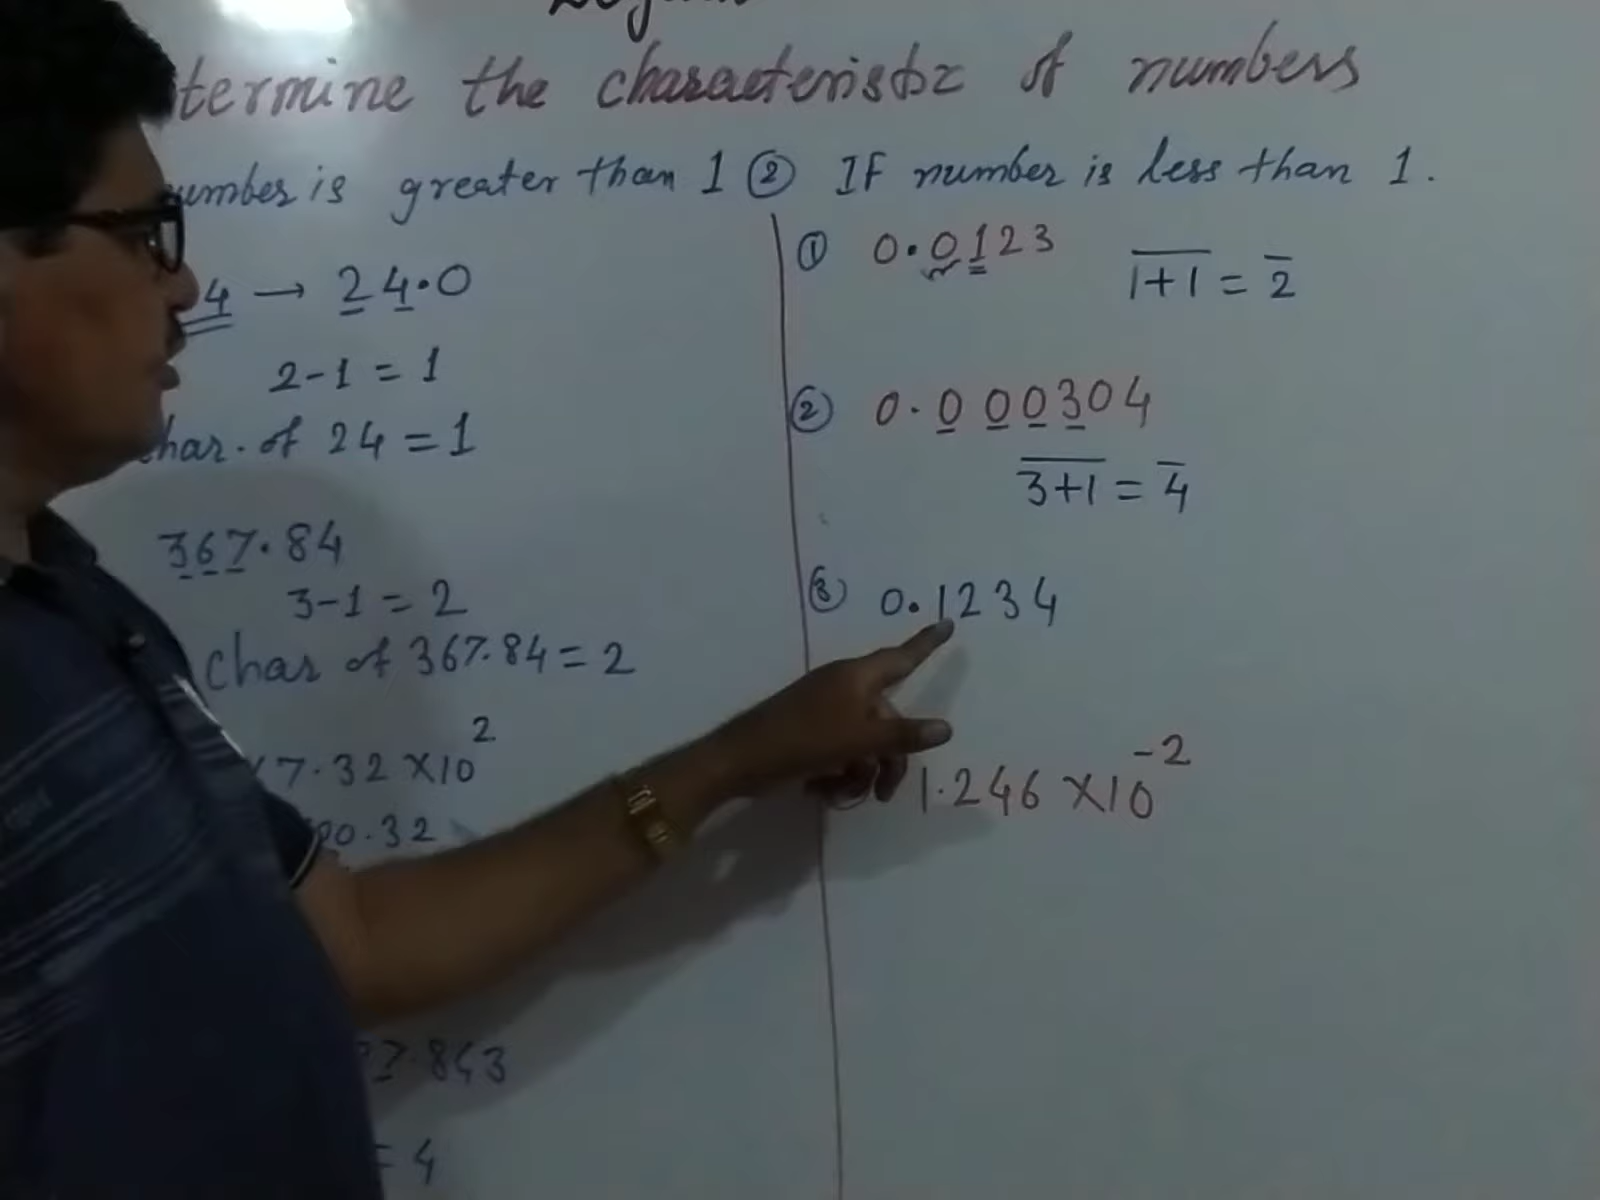 termine the characteristic of numbers
umber is greater than 1
4 → 24.0
2-1 = 1
char. of 24 = 1
367.84
3-1 = 2
char of 367.84 = 2
7.32 ×10²
00.32
7.843
= 4
② IF number is less than 1.
① 0.0123
1+1 = 2̅
② 0.000304
3+1 = 4̅
③ 0.1234
1.246 ×10⁻²